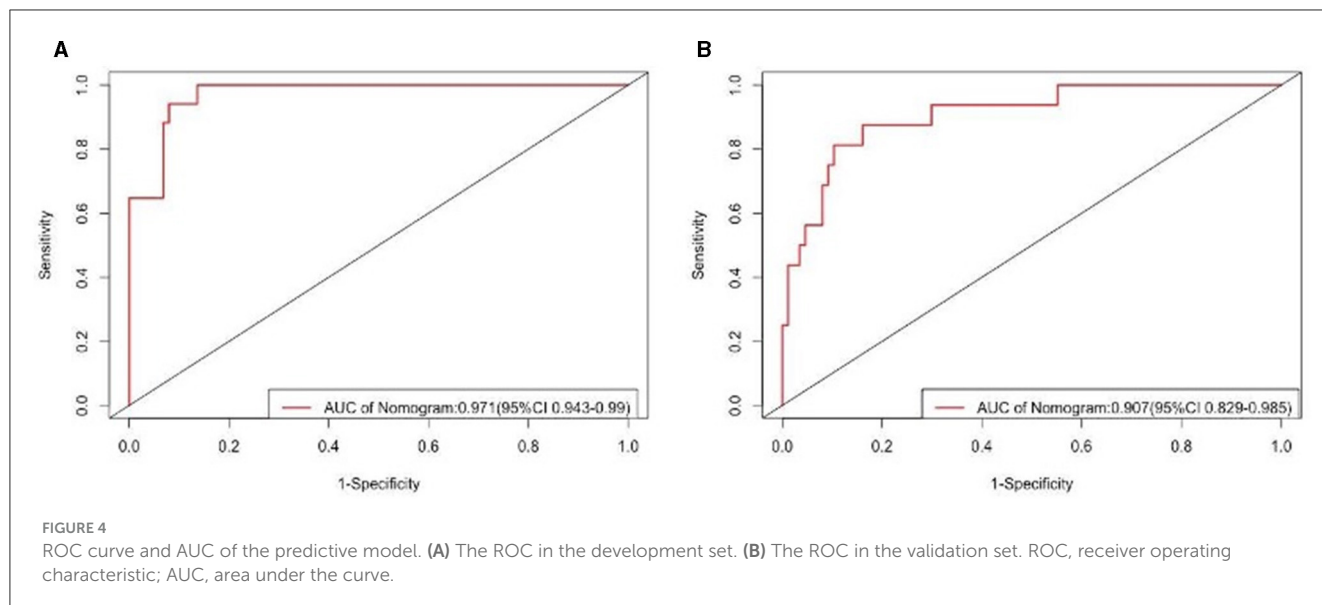 A
1.0
0.8
0.6
0.4
0.2
0.0
Sensitivity
AUC of Nomogram:0.971(95%CI 0.943-0.99)
0.0 0.2 0.4 0.6 0.8 1.0
1-Specificity
B
1.0
0.8
0.6
0.4
0.2
0.0
Sensitivity
AUC of Nomogram:0.907(95%CI 0.829-0.985)
0.0 0.2 0.4 0.6 0.8 1.0
1-Specificity
FIGURE 4
ROC curve and AUC of the predictive model. (A) The ROC in the development set. (B) The ROC in the validation set. ROC, receiver operating
characteristic; AUC, area under the curve.